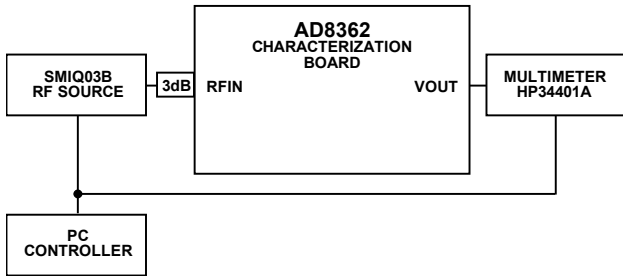 AD8362
CHARACTERIZATION
BOARD
SMIQ03B
RF SOURCE
3dB
RFIN
VOUT
MULTIMETER
HP34401A
PC
CONTROLLER